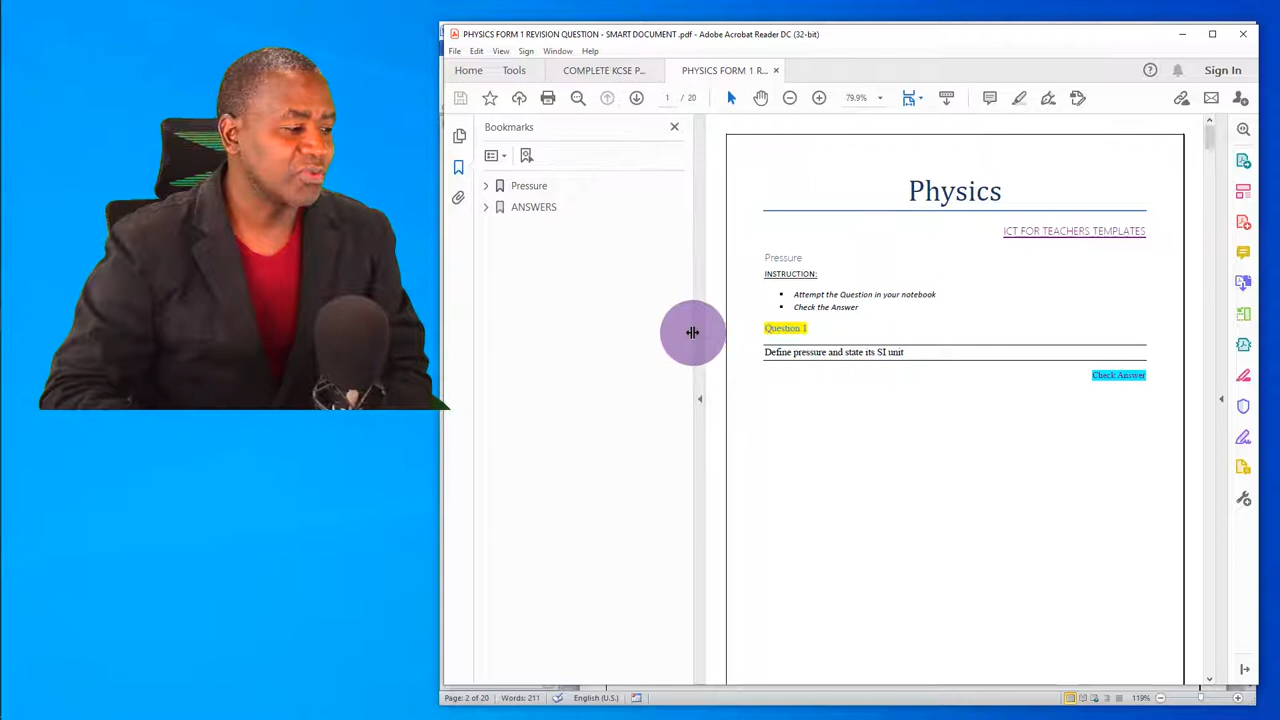 PHYSICS FORM 1 REVISION QUESTION - SMART DOCUMENT .pdf - Adobe Acrobat Reader DC (32-bit)
File Edit View Sign Window Help
Home Tools COMPLETE KCSE P... PHYSICS FORM 1 R... ×
1 / 20 79.9%
Sign In
Bookmarks
Pressure
ANSWERS
Physics
ICT FOR TEACHERS TEMPLATES
Pressure
INSTRUCTION:
• Attempt the Question in your notebook
• Check the Answer
Question 1
Define pressure and state its SI unit
Check Answer
Page: 2 of 20 Words: 211 English (U.S.) 119%